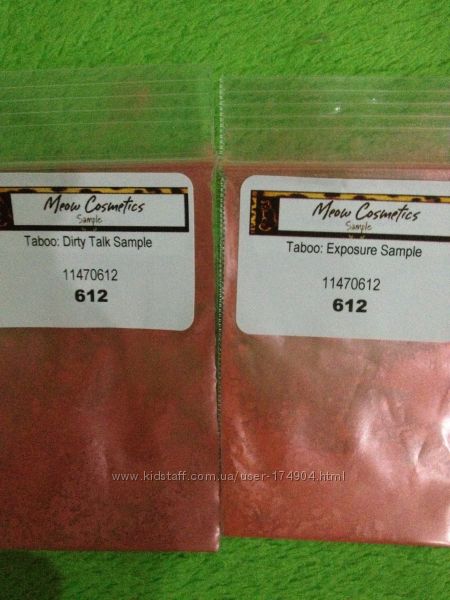 Meow Cosmetics
Sample
Taboo: Dirty Talk Sample
11470612
612
Meow Cosmetics
Sample
Taboo: Exposure Sample
11470612
612
www.kidstaff.com.ua/user-174904.html